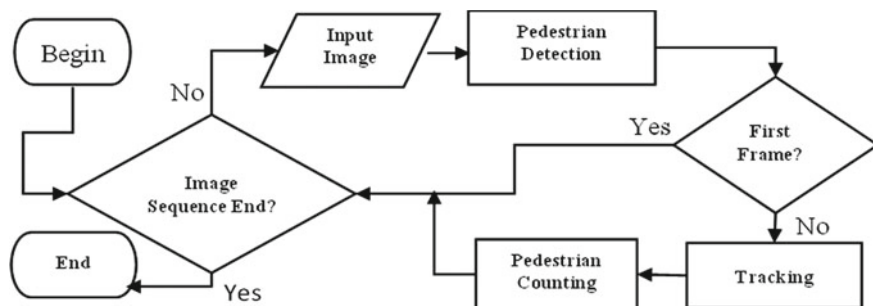 Begin
No
Input
Image
Pedestrian
Detection
Yes
First
Frame?
Image
Sequence End?
No
End
Yes
Pedestrian
Counting
Tracking